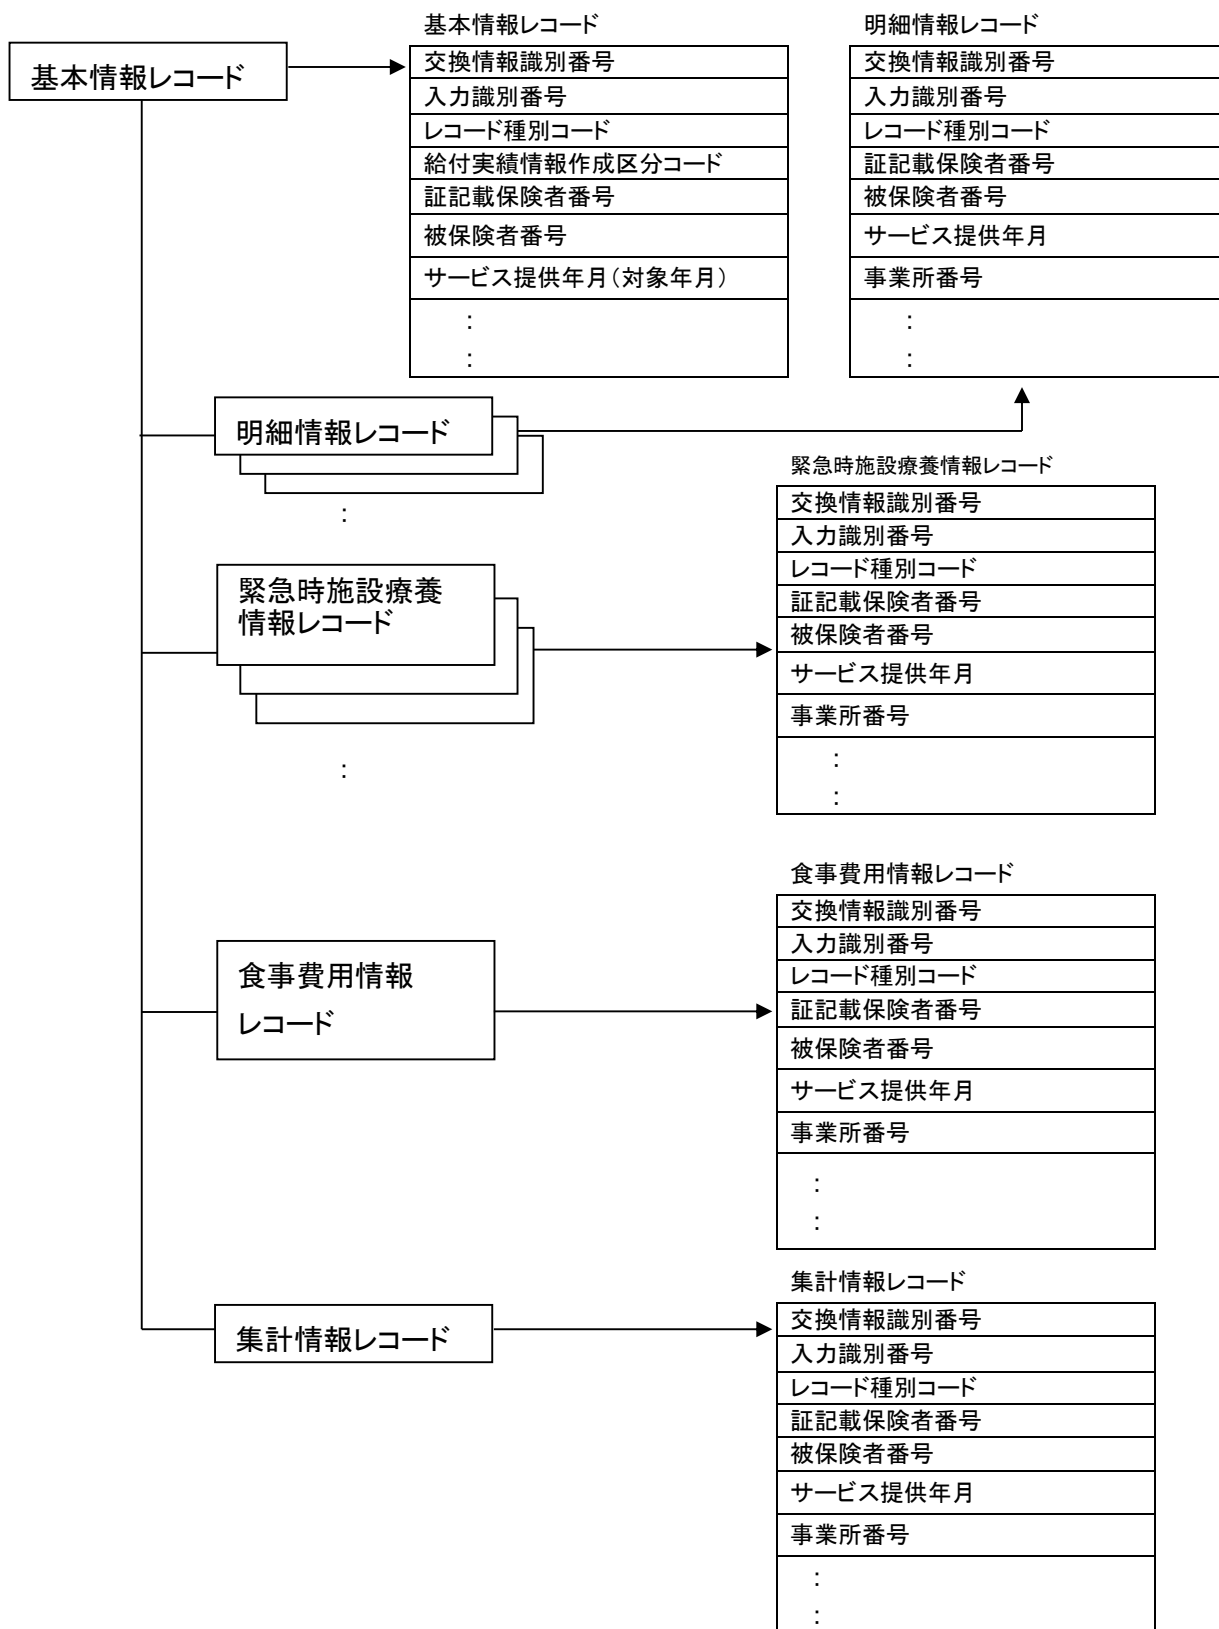 基本情報レコード
基本情報レコード
交換情報識別番号
入力識別番号
レコード種別コード
給付実績情報作成区分コード
証記載保険者番号
被保険者番号
サービス提供年月（対象年月）
：
：
明細情報レコード
交換情報識別番号
入力識別番号
レコード種別コード
証記載保険者番号
被保険者番号
サービス提供年月
事業所番号
：
：
明細情報レコード
：
緊急時施設療養
情報レコード
：
緊急時施設療養情報レコード
交換情報識別番号
入力識別番号
レコード種別コード
証記載保険者番号
被保険者番号
サービス提供年月
事業所番号
：
：
食事費用情報
レコード
食事費用情報レコード
交換情報識別番号
入力識別番号
レコード種別コード
証記載保険者番号
被保険者番号
サービス提供年月
事業所番号
：
：
集計情報レコード
集計情報レコード
交換情報識別番号
入力識別番号
レコード種別コード
証記載保険者番号
被保険者番号
サービス提供年月
事業所番号
：
：